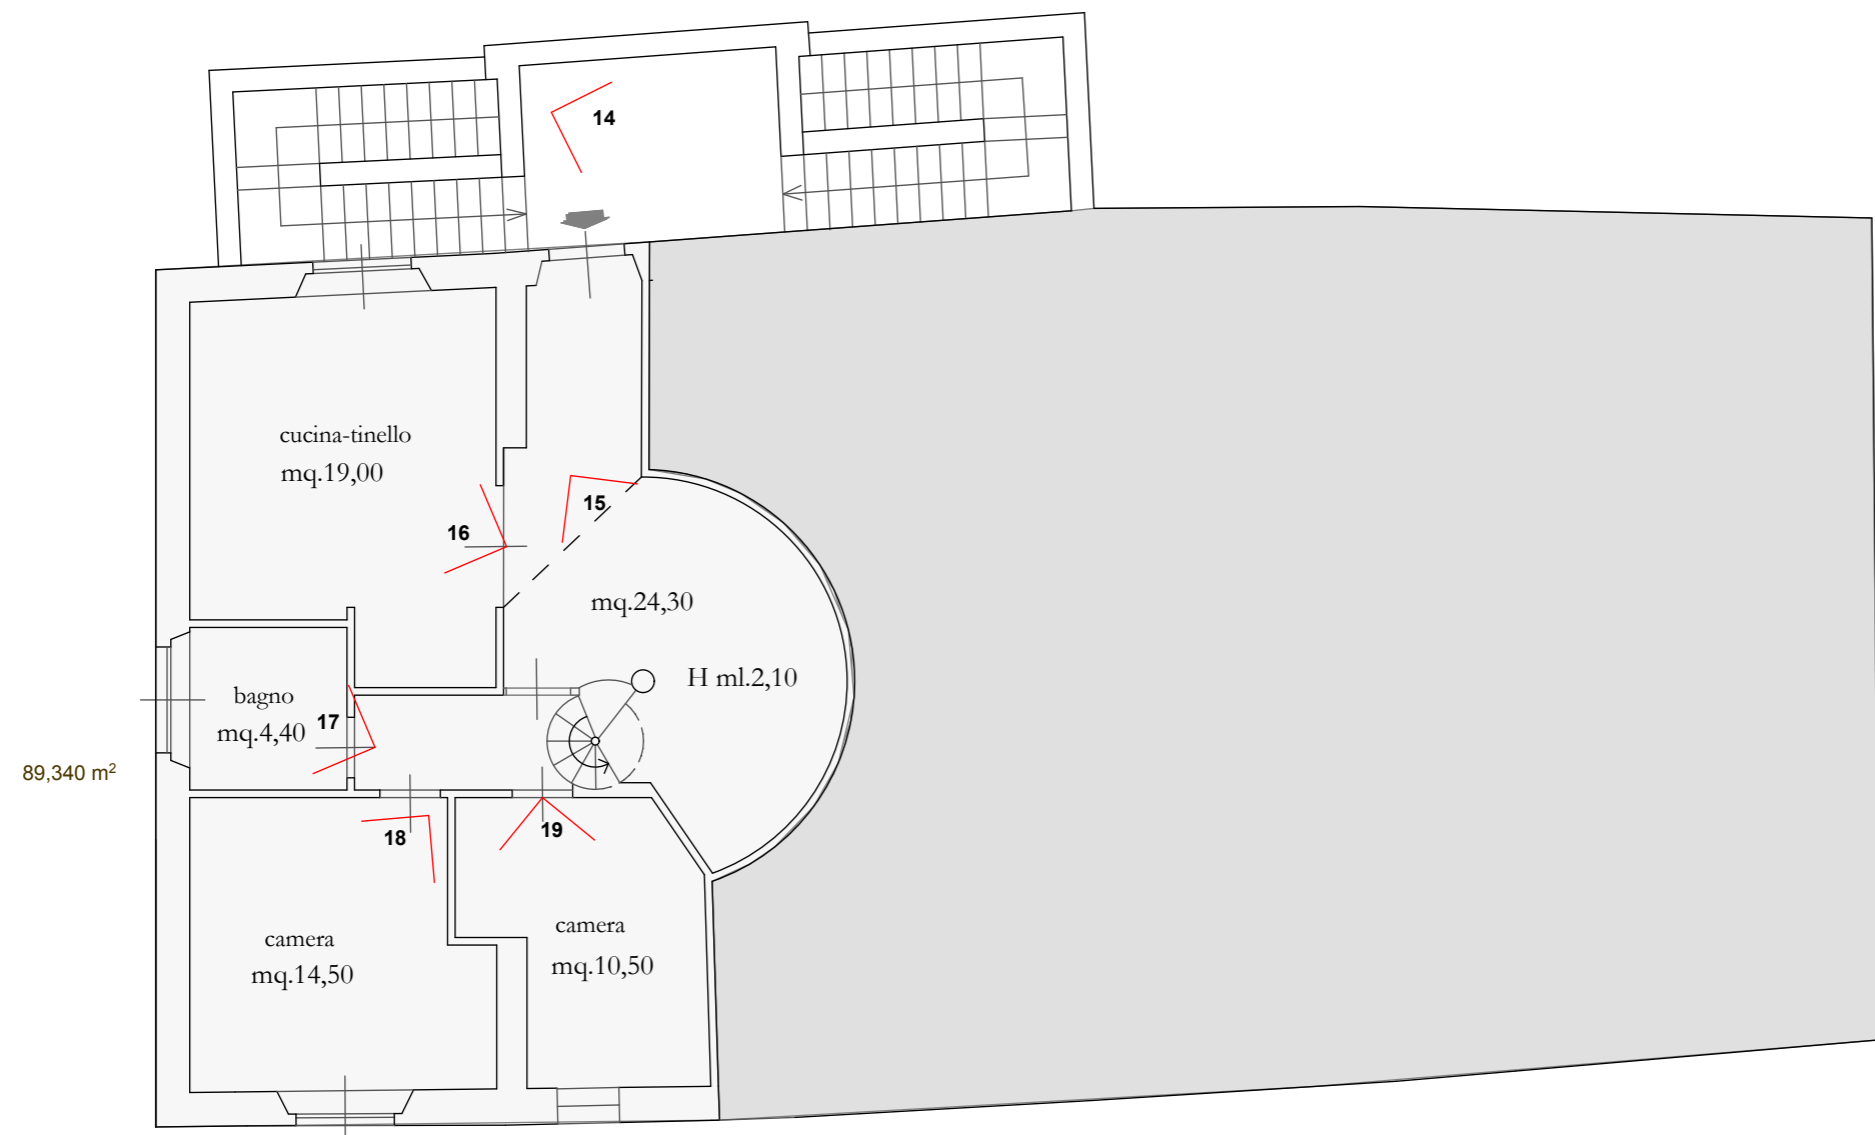 14
cucina-tinello
mq.19,00
15
16
mq.24,30
H ml.2,10
bagno
17
mq.4,40
89,340 m²
18
19
camera
mq.14,50
camera
mq.10,50